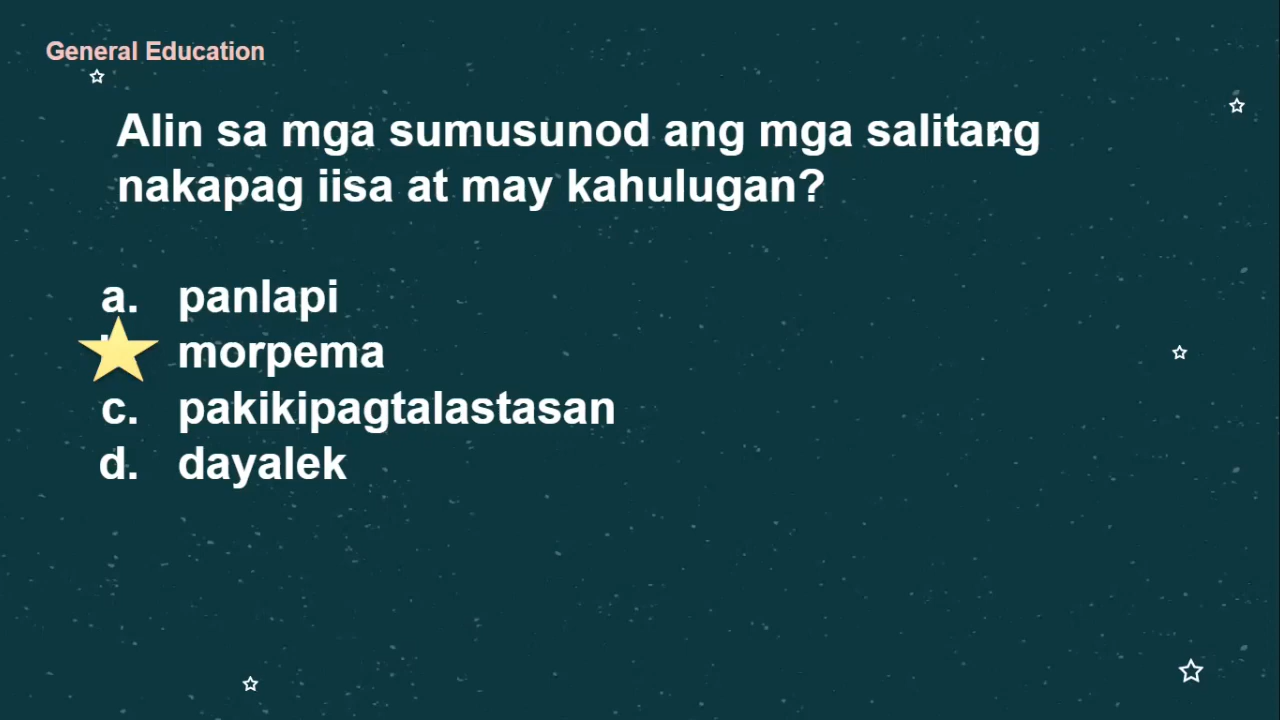 General Education
Alin sa mga sumusunod ang mga salitang
nakapag iisa at may kahulugan?
a. panlapi
morpema
c. pakikipagtalastasan
d. dayalek